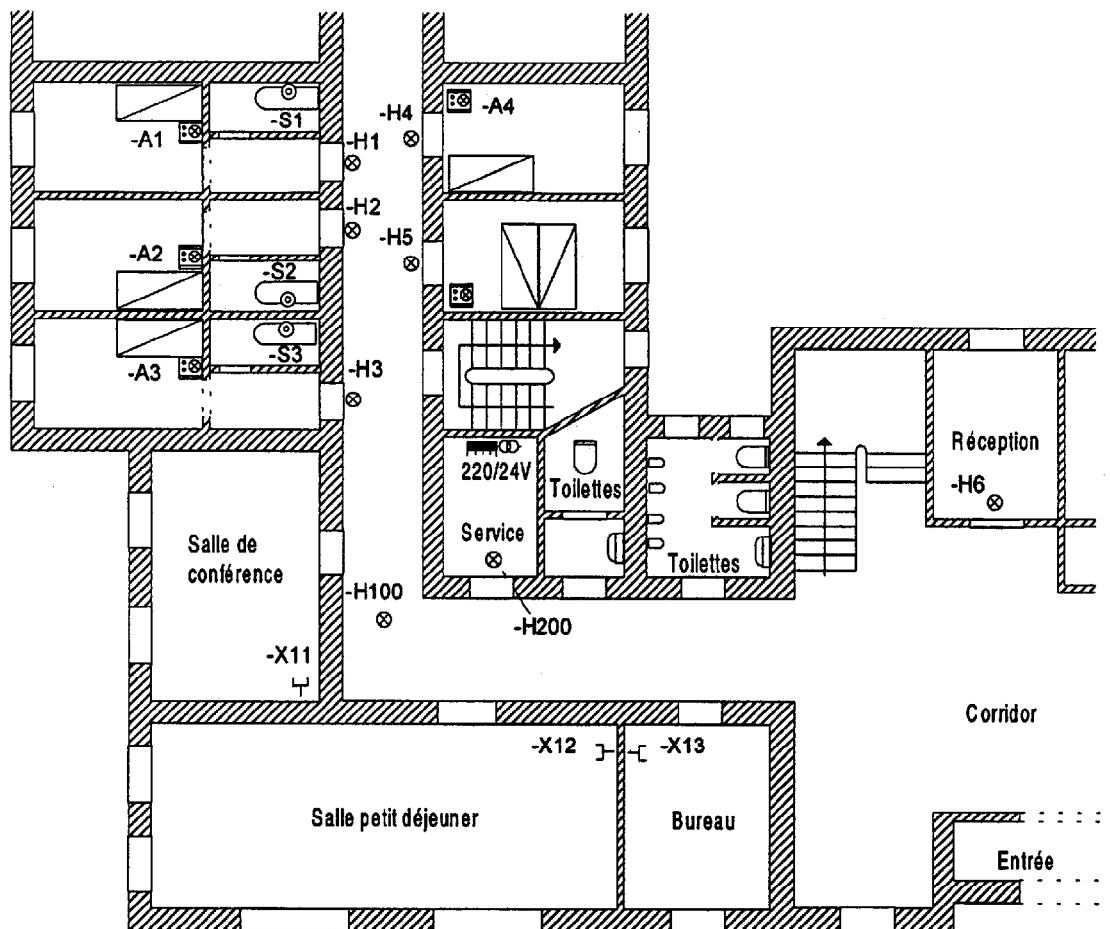 -A1
-S1
-H1
-H4
-A4
-H2
-H5
-A2
-S2
-S3
-A3
-H3
220/24V
Toilettes
Service
Toilettes
Réception
-H6
Salle de
conférence
-H100
-H200
-X11
Corridor
-X12
-X13
Salle petit déjeuner
Bureau
Entrée